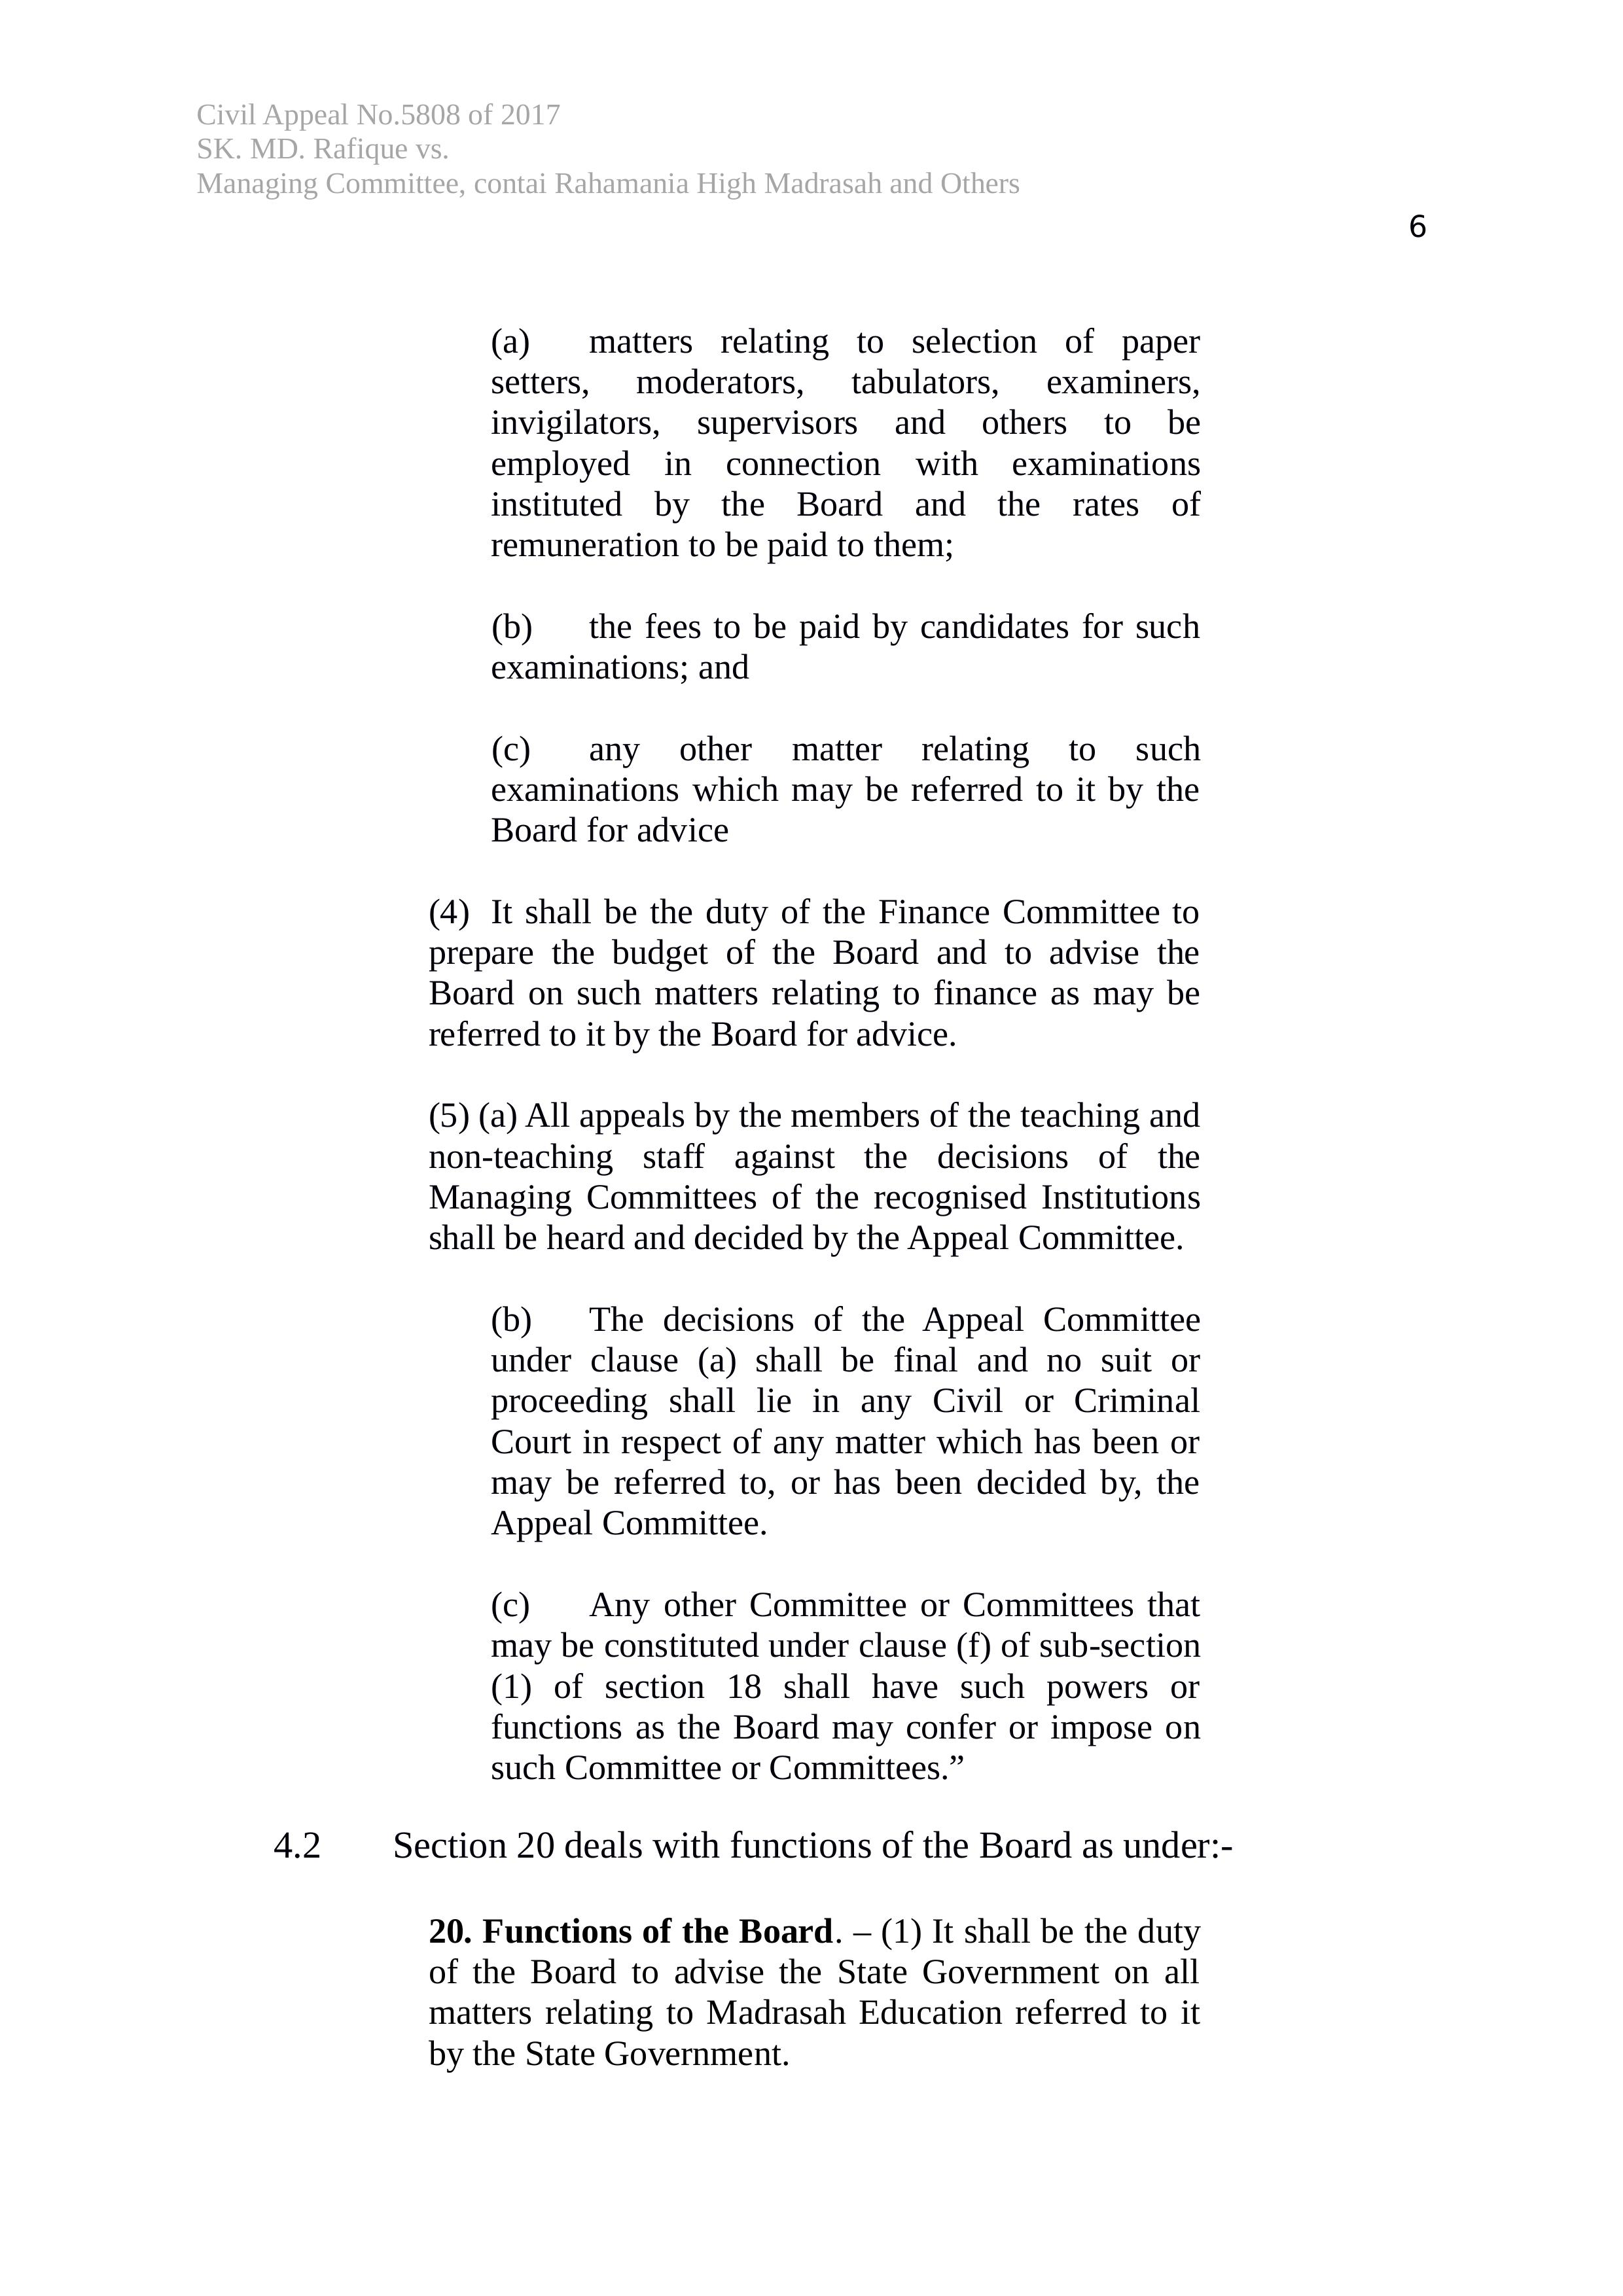 Civil Appeal No.5808 of 2017
SK. MD. Rafique vs.
Managing Committee, contai Rahamania High Madrasah and Others
6
(a) matters relating to selection of paper
setters, moderators, tabulators, examiners,
invigilators, supervisors and others to be
employed in connection with examinations
instituted by the Board and the rates of
remuneration to be paid to them;
(b) the fees to be paid by candidates for such
examinations; and
(c) any other matter relating to such
examinations which may be referred to it by the
Board for advice
(4) It shall be the duty of the Finance Committee to
prepare the budget of the Board and to advise the
Board on such matters relating to finance as may be
referred to it by the Board for advice.
(5) (a) All appeals by the members of the teaching and
non-teaching staff against the decisions of the
Managing Committees of the recognised Institutions
shall be heard and decided by the Appeal Committee.
(b) The decisions of the Appeal Committee
under clause (a) shall be final and no suit or
proceeding shall lie in any Civil or Criminal
Court in respect of any matter which has been or
may be referred to, or has been decided by, the
Appeal Committee.
(c) Any other Committee or Committees that
may be constituted under clause (f) of sub-section
(1) of section 18 shall have such powers or
functions as the Board may confer or impose on
such Committee or Committees.”
4.2 Section 20 deals with functions of the Board as under:-
20. Functions of the Board. – (1) It shall be the duty
of the Board to advise the State Government on all
matters relating to Madrasah Education referred to it
by the State Government.